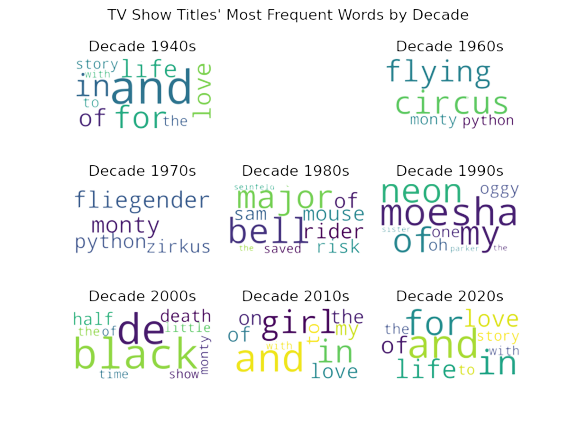 TV Show Titles' Most Frequent Words by Decade
Decade 1940s
story life
with
in and love
to
of for the
Decade 1960s
flying
circus
monty python
Decade 1970s
fliegender
monty
python zirkus
Decade 1980s
seinfeld
major of
sam mouse
bell rider
the saved risk
Decade 1990s
neon oggy
moesha
sister
of one my
oh parker the
Decade 2000s
half death
the of de little
black monty
time show
Decade 2010s
on girl the
of to my
with
and in
love
Decade 2020s
for love
the
of and story
with
life to in